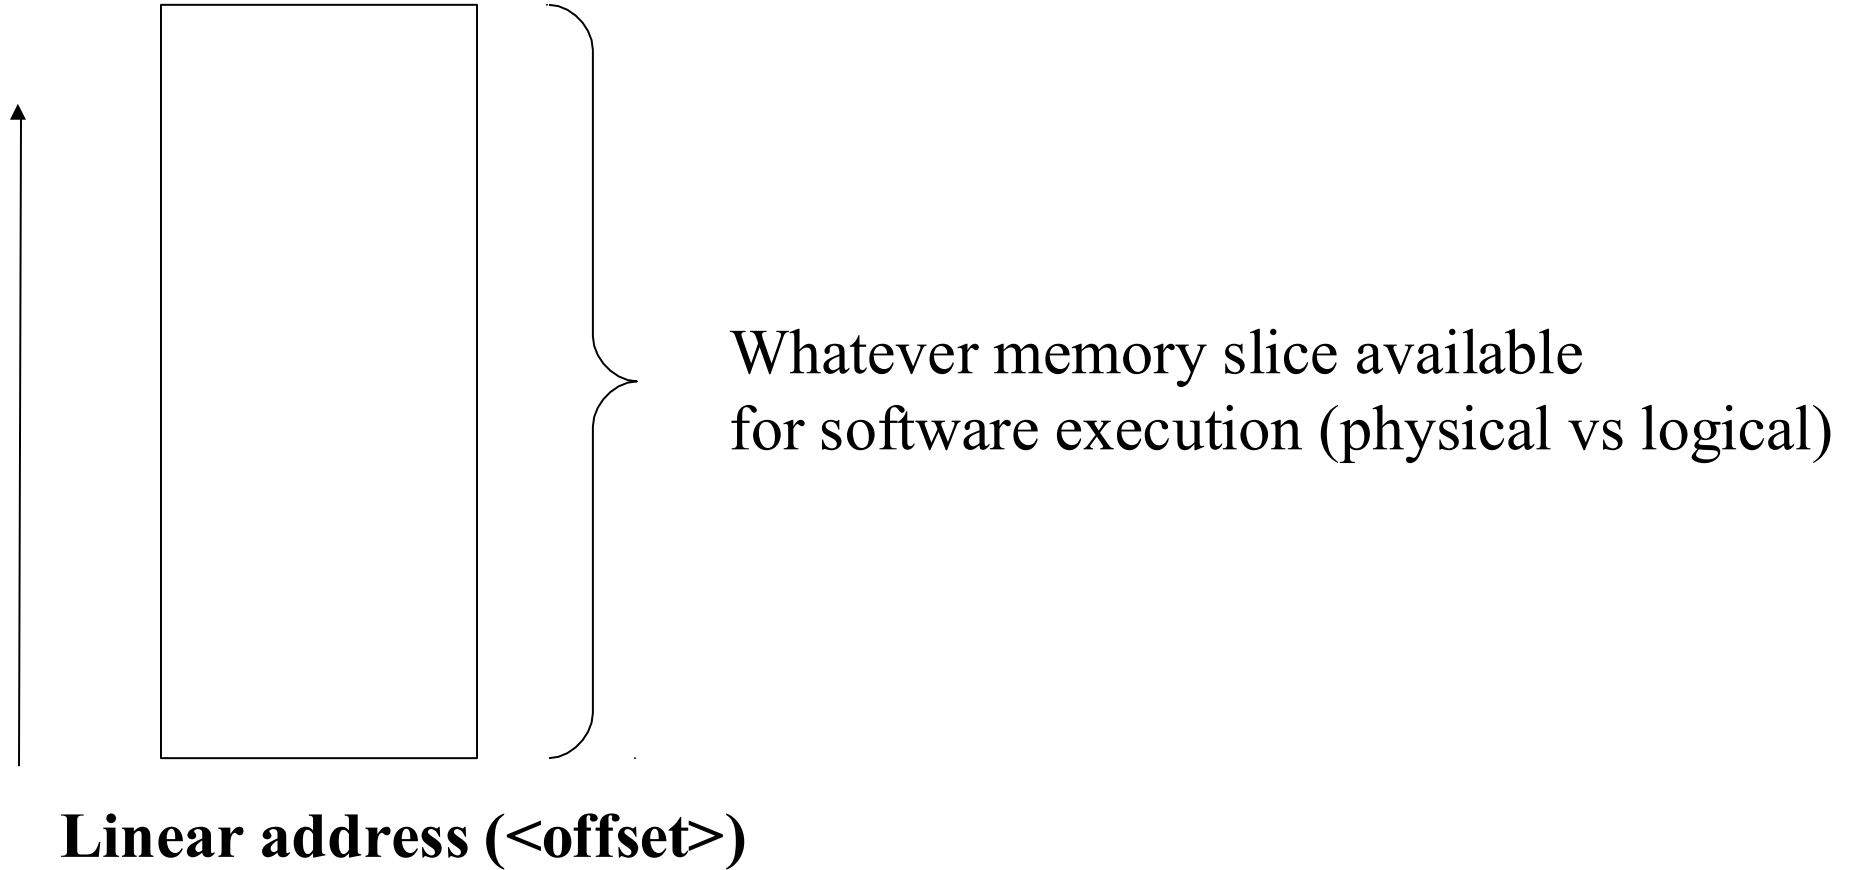 Whatever memory slice available
for software execution (physical vs logical)
Linear address (<offset>)